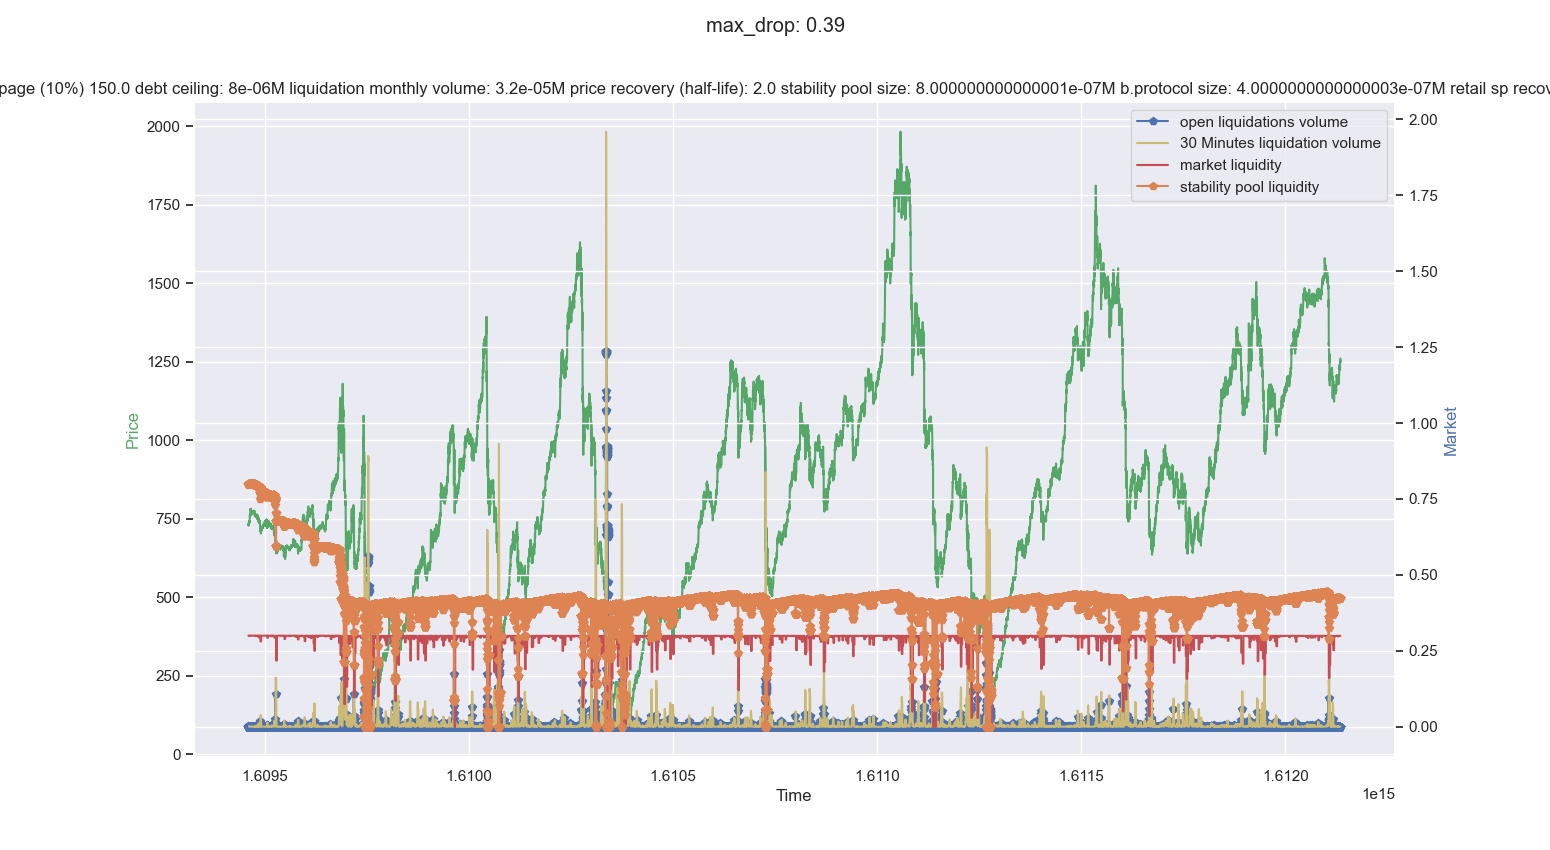 max_drop: 0.39
page (10%) 150.0 debt ceiling: 8e-06M liquidation monthly volume: 3.2e-05M price recovery (half-life): 2.0 stability pool size: 8.000000000000001e-07M b.protocol size: 4.0000000000000003e-07M retail sp recov
2000
1750
1500
1250
1000
750
500
250
0
Price
open liquidations volume
30 Minutes liquidation volume
market liquidity
stability pool liquidity
2.00
1.75
1.50
1.25
1.00
0.75
0.50
0.25
0.00
Market
1.6095 1.6100 1.6105 1.6110 1.6115 1.6120
1e15
Time